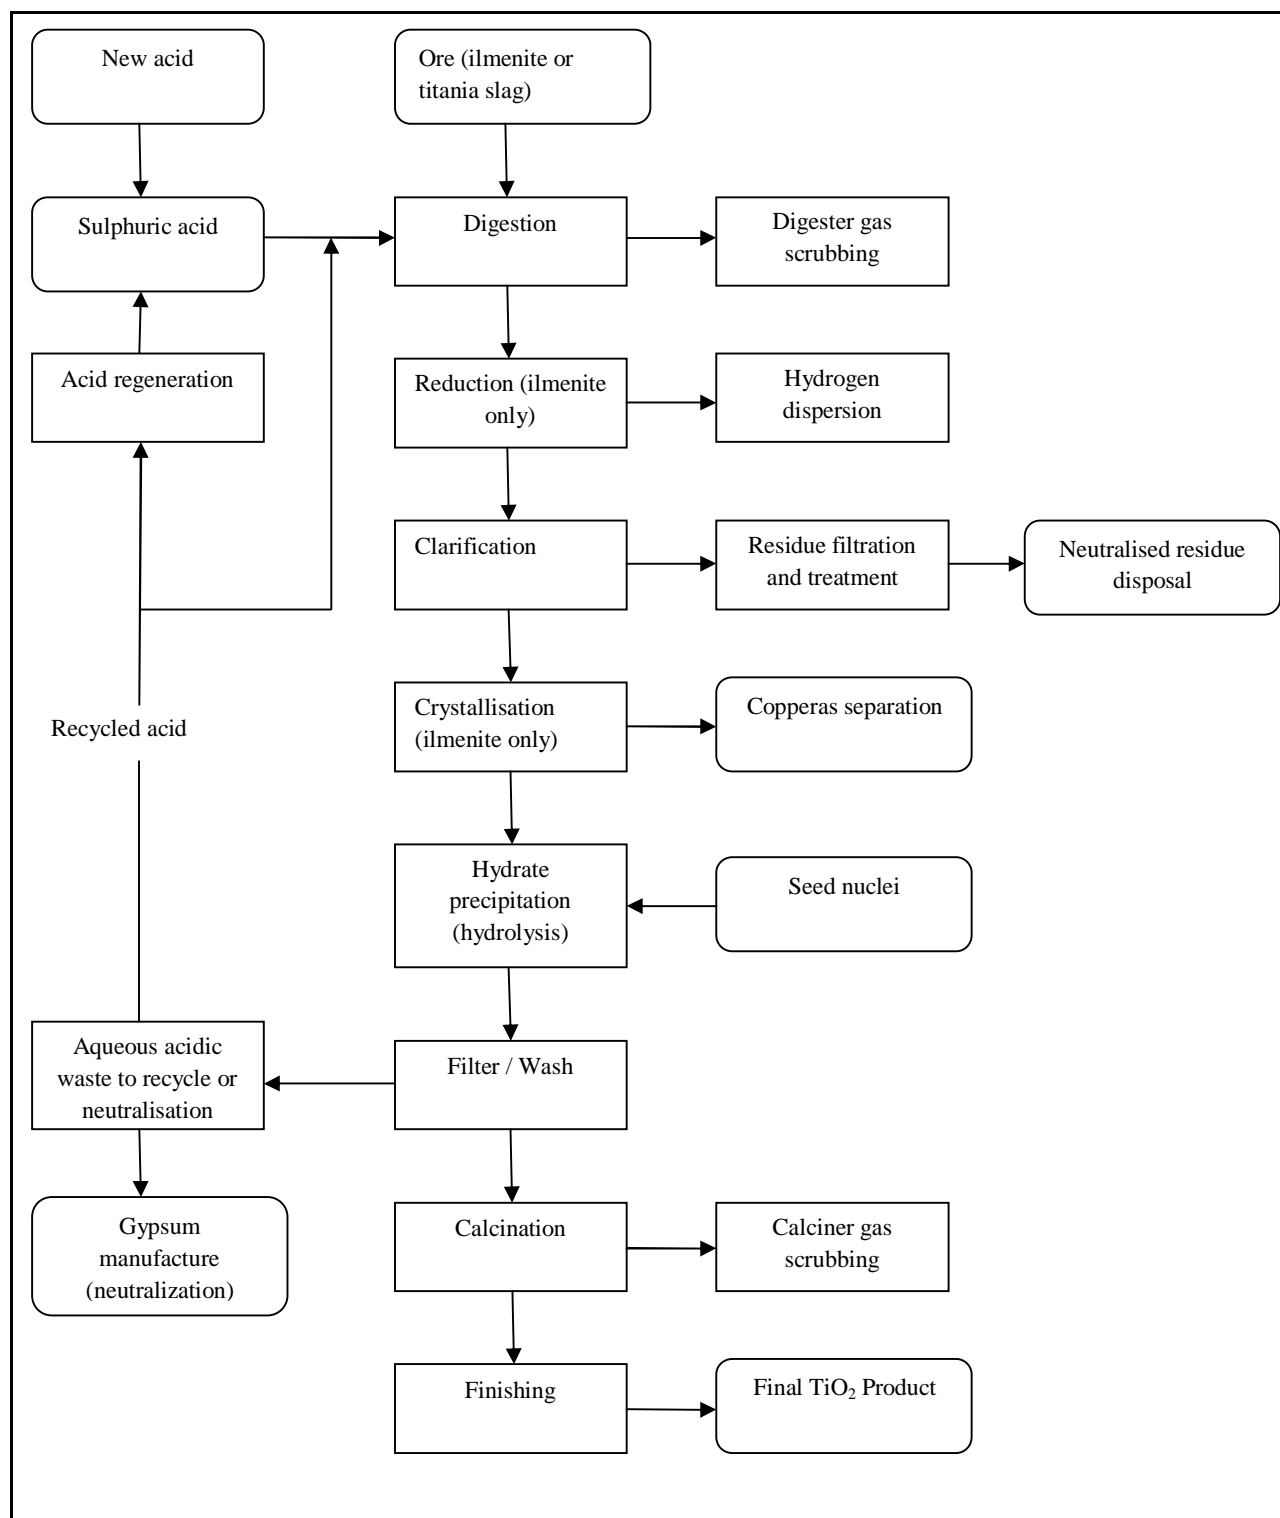 New acid
Ore (ilmenite or
titania slag)
Sulphuric acid
Digestion
Digester gas
scrubbing
Acid regeneration
Reduction (ilmenite
only)
Hydrogen
dispersion
Clarification
Residue filtration
and treatment
Neutralised residue
disposal
Recycled acid
Crystallisation
(ilmenite only)
Copperas separation
Hydrate
precipitation
(hydrolysis)
Seed nuclei
Aqueous acidic
waste to recycle or
neutralisation
Filter / Wash
Gypsum
manufacture
(neutralization)
Calcination
Calciner gas
scrubbing
Finishing
Final TiO₂ Product